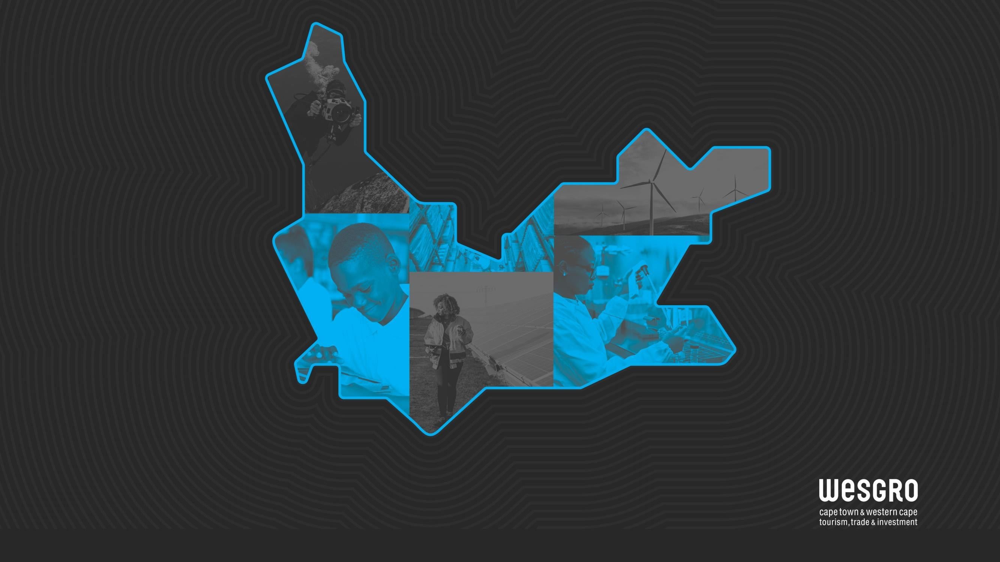 wesGRO
cape town & western cape
tourism, trade & investment